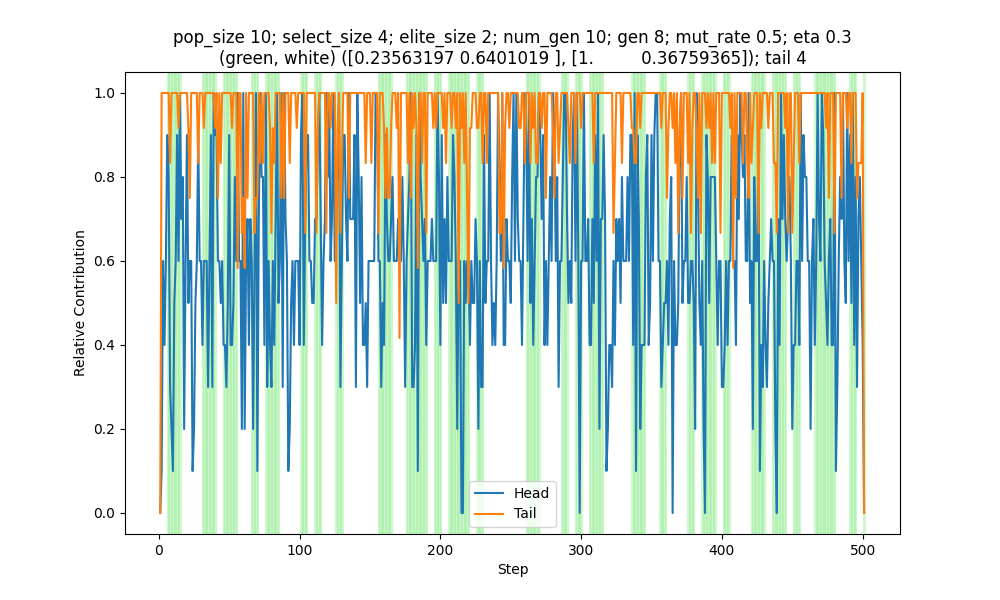 pop_size 10; select_size 4; elite_size 2; num_gen 10; gen 8; mut_rate 0.5; eta 0.3
(green, white) ([0.23563197 0.6401019 ], [1.         0.36759365]); tail 4
Relative Contribution
1.0
0.8
0.6
0.4
0.2
0.0
Head
Tail
0 100 200 300 400 500
Step